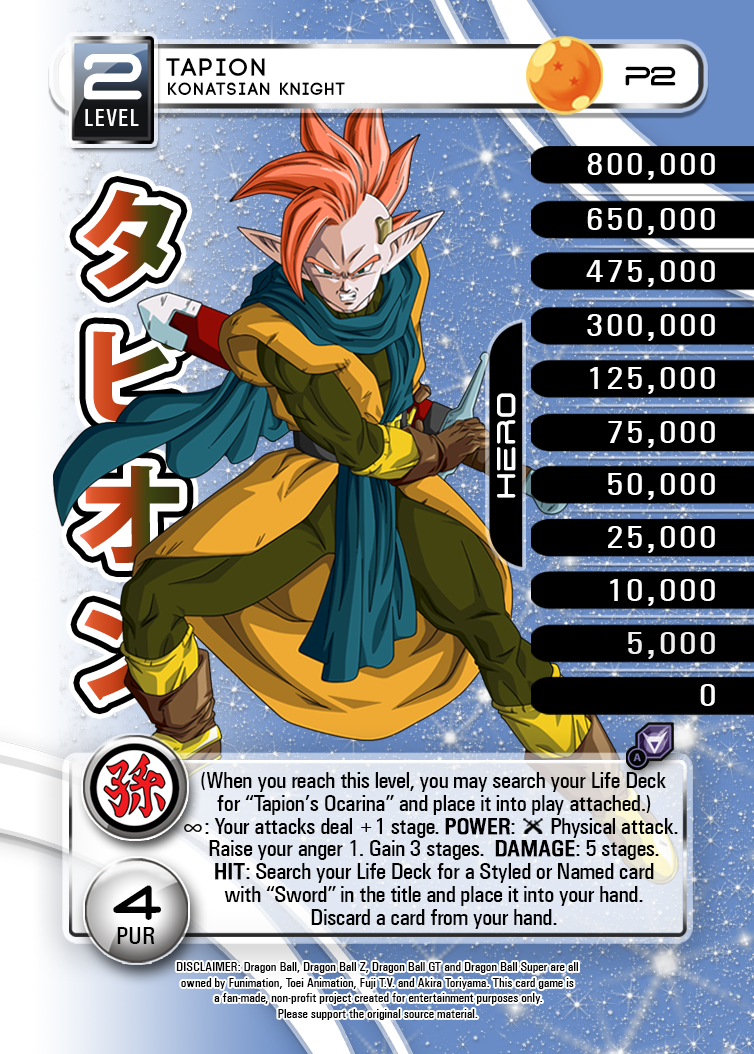 2
LEVEL
TAPION
KONATSIAN KNIGHT
P2
タピオン
800,000
650,000
475,000
300,000
125,000
75,000
50,000
25,000
10,000
5,000
0
HERO
A
孫
(When you reach this level, you may search your Life Deck
for “Tapion’s Ocarina” and place it into play attached.)
∞: Your attacks deal +1 stage. POWER: Physical attack.
Raise your anger 1. Gain 3 stages. DAMAGE: 5 stages.
HIT: Search your Life Deck for a Styled or Named card
with “Sword” in the title and place it into your hand.
Discard a card from your hand.
4
PUR
DISCLAIMER: Dragon Ball, Dragon Ball Z, Dragon Ball GT and Dragon Ball Super are all
owned by Funimation, Toei Animation, Fuji T.V. and Akira Toriyama. This card game is
a fan-made, non-profit project created for entertainment purposes only.
Please support the original source material.